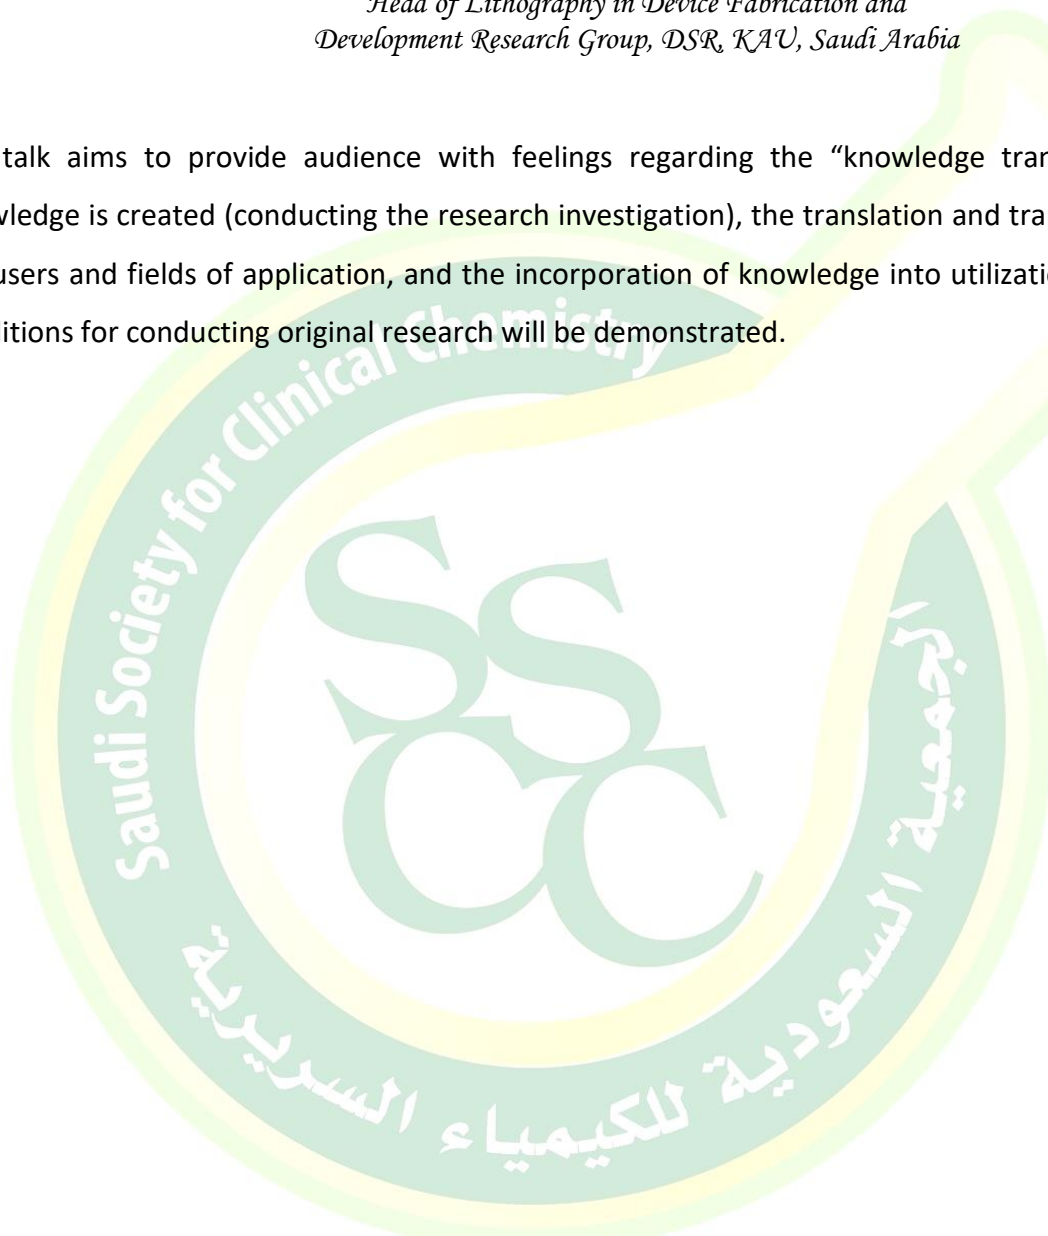 Head of Lithography in Device Fabrication and
Development Research Group, DSR, KAU, Saudi Arabia
talk aims to provide audience with feelings regarding the “knowledge tran
wledge is created (conducting the research investigation), the translation and tra
users and fields of application, and the incorporation of knowledge into utilizatio
ditions for conducting original research will be demonstrated.
Saudi Society for Clinical Chemistry
SS
CC
الجمعية السعودية للكيمياء السريرية